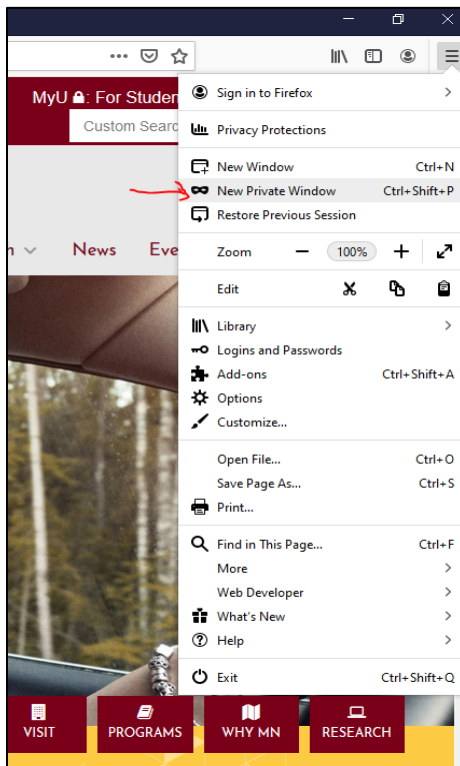 MyU : For Studen
Custom Searc
News Eve
Sign in to Firefox
Privacy Protections
New Window Ctrl+N
New Private Window Ctrl+Shift+P
Restore Previous Session
Zoom 100%
Edit
Library
Logins and Passwords
Add-ons Ctrl+Shift+A
Options
Customize...
Open File... Ctrl+O
Save Page As... Ctrl+S
Print...
Find in This Page... Ctrl+F
More
Web Developer
What's New
Help
Exit Ctrl+Shift+Q
VISIT PROGRAMS WHY MN RESEARCH